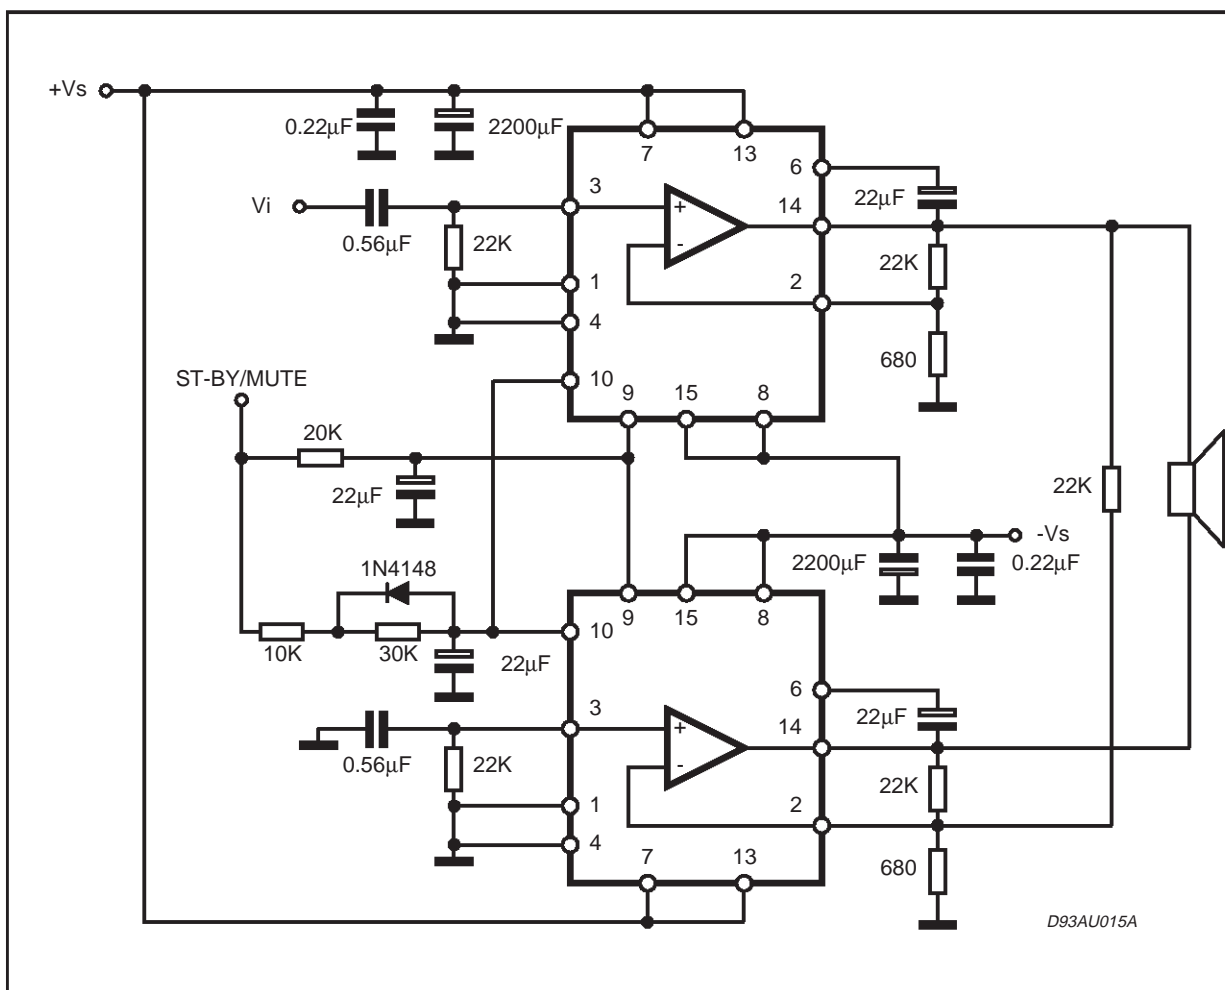 +Vs
0.22µF
2200µF
7
13
6
3
22µF
Vi
14
+
0.56µF
22K
-
22K
1
2
4
680
ST-BY/MUTE
10
9
15
8
20K
22µF
22K
-Vs
1N4148
2200µF
0.22µF
9
15
8
10
10K
30K
22µF
6
3
22µF
14
+
0.56µF
22K
-
22K
1
2
4
7
13
680
D93AU015A